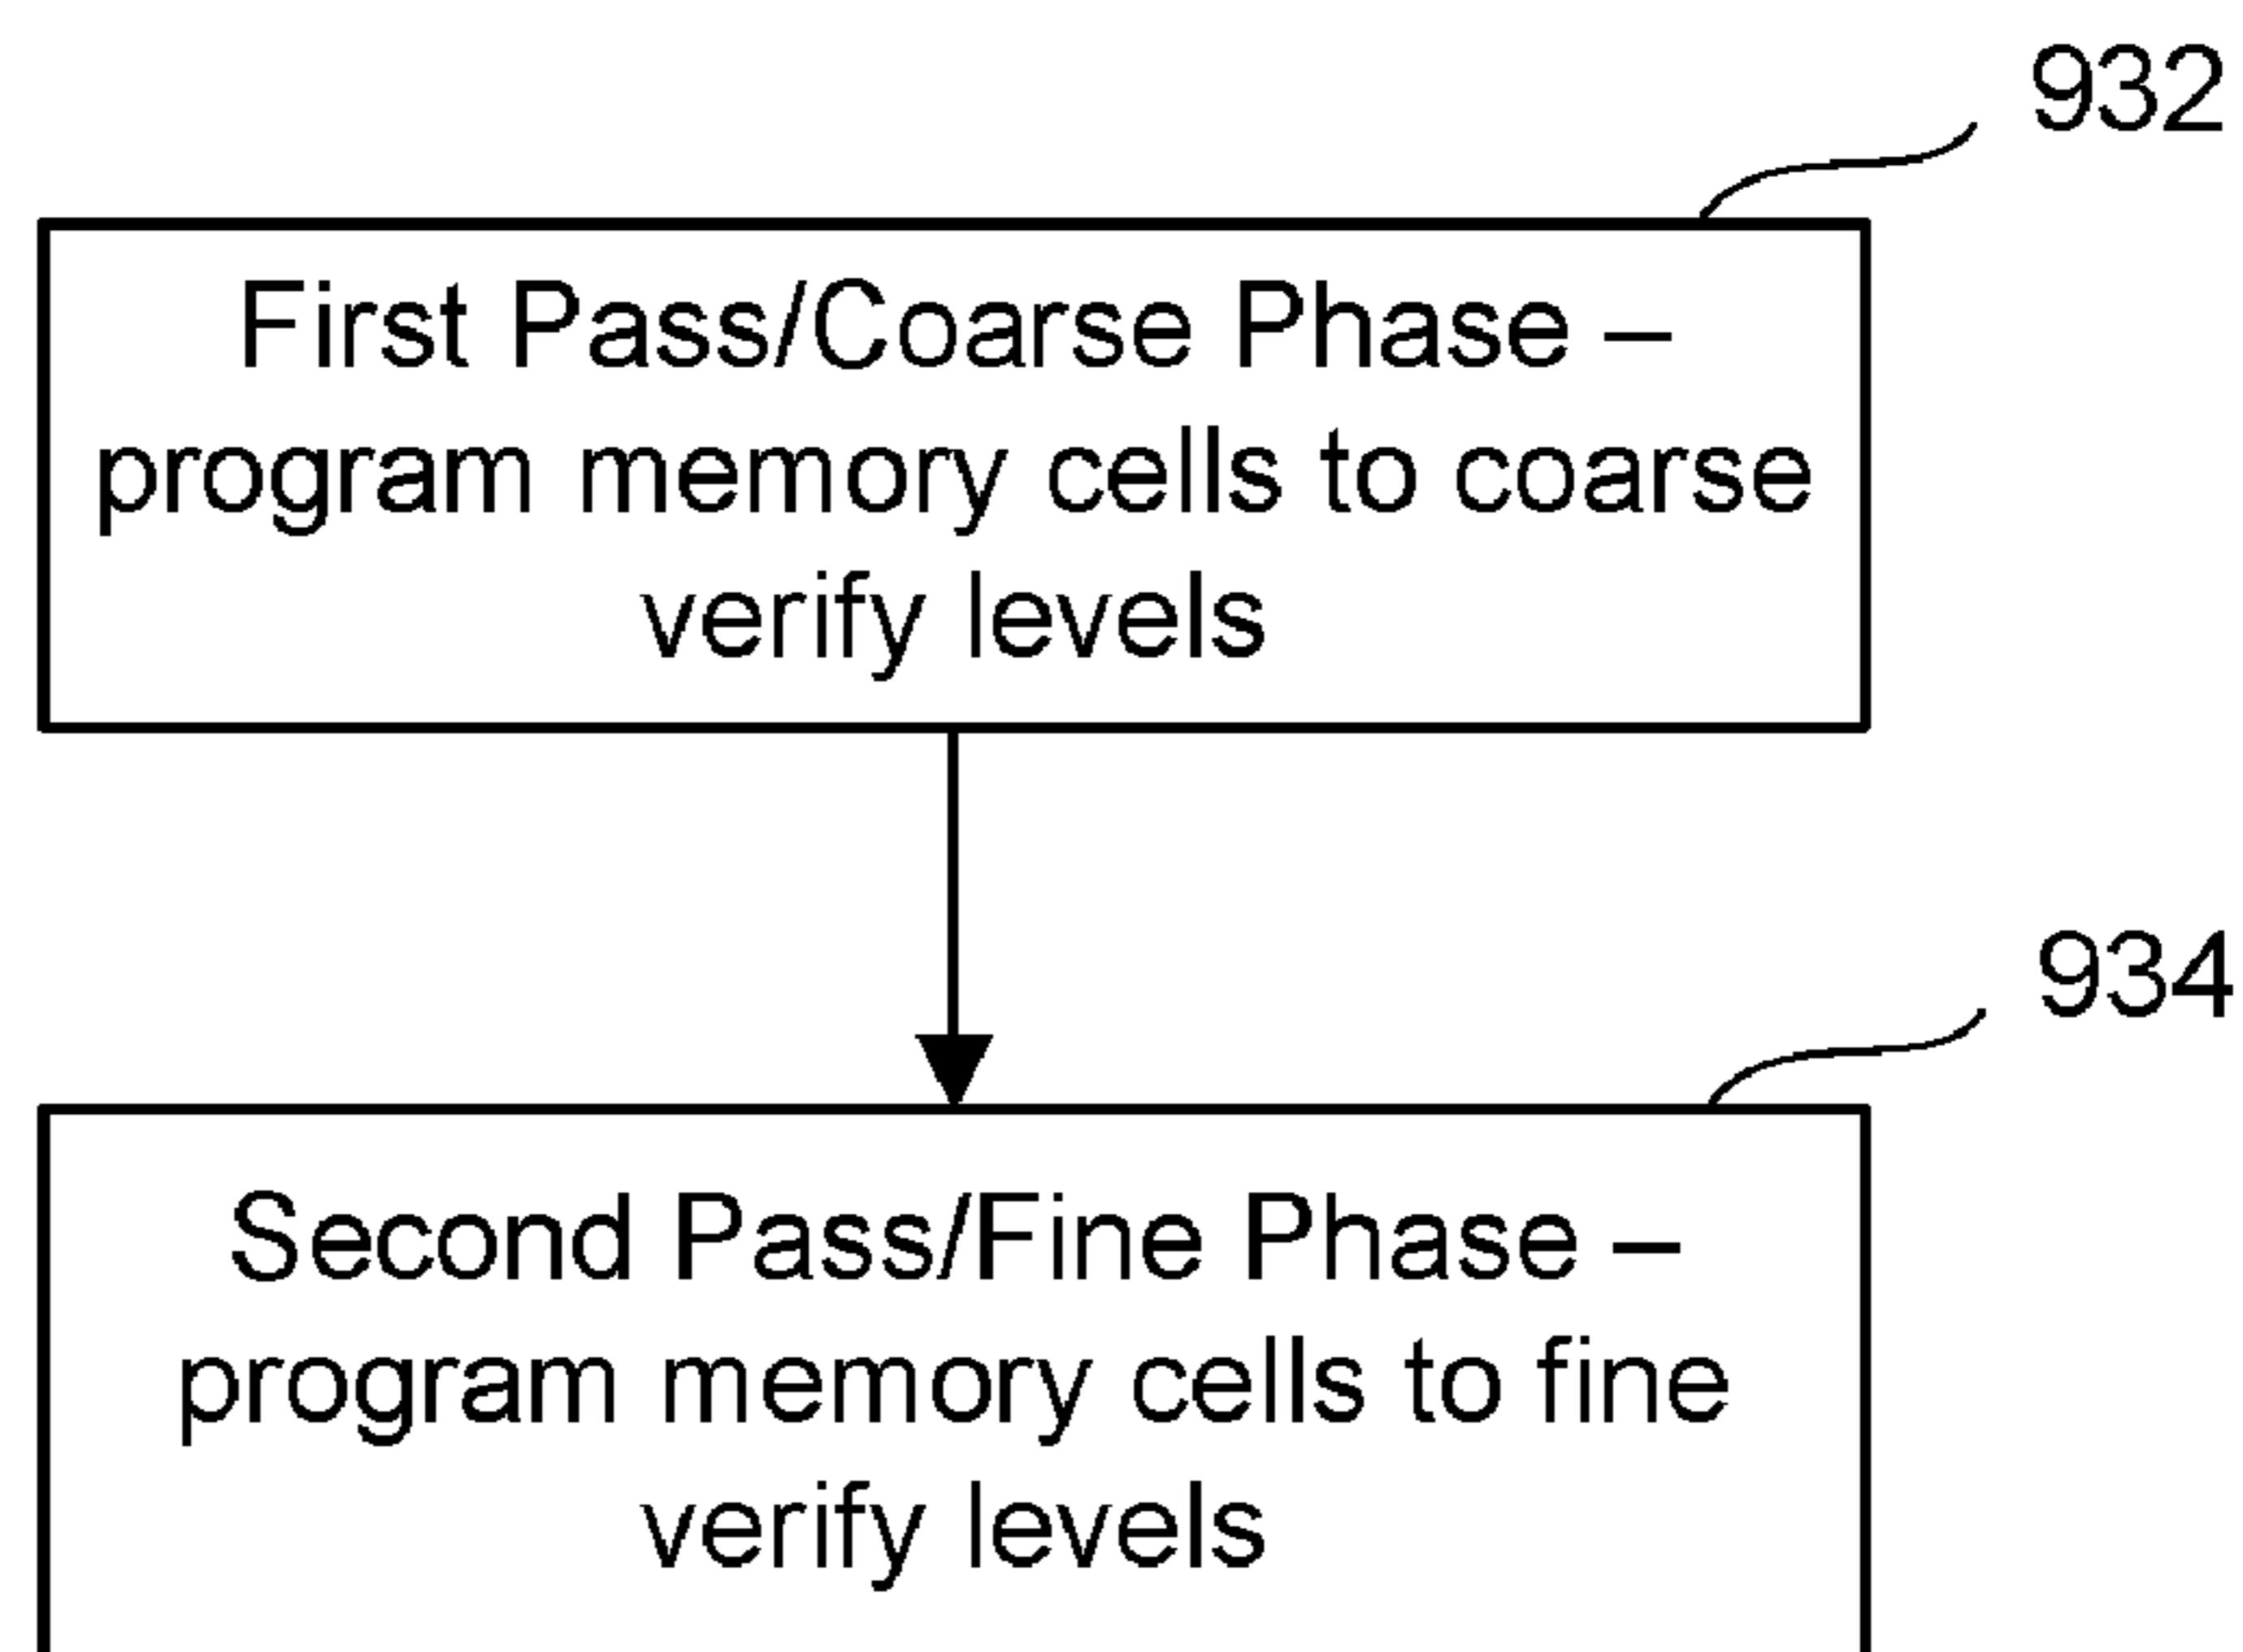 932
First Pass/Coarse Phase –
program memory cells to coarse
verify levels
934
Second Pass/Fine Phase –
program memory cells to fine
verify levels